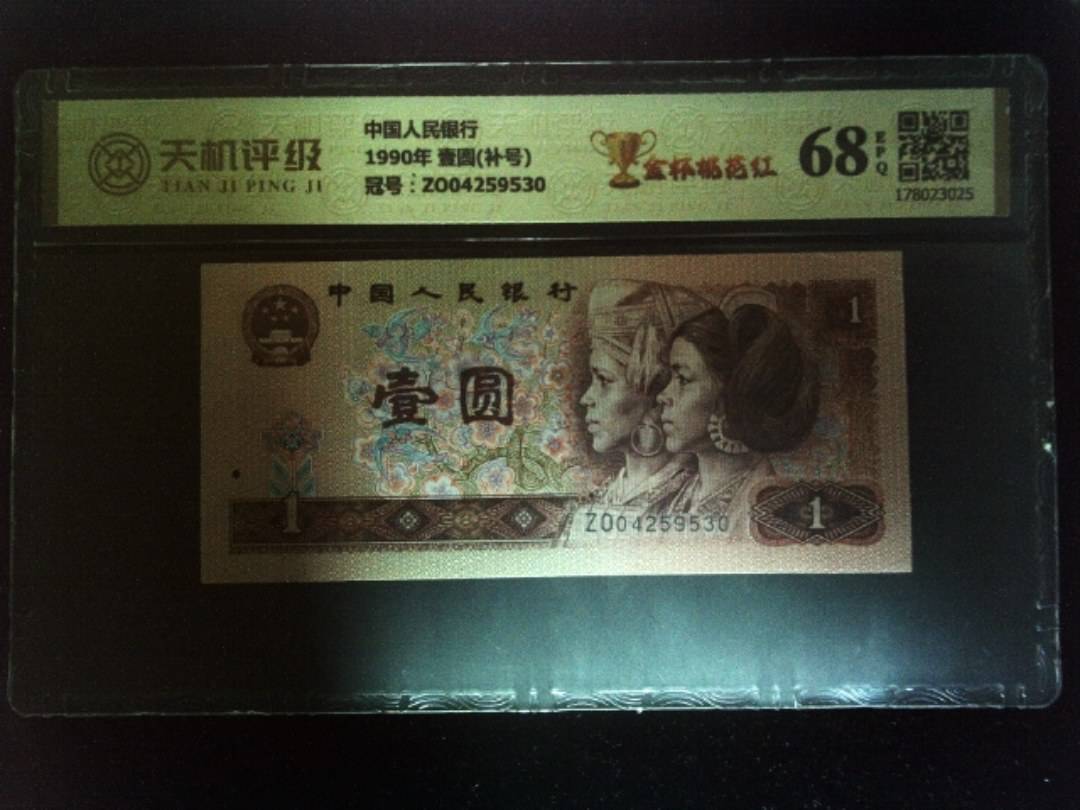 天机评级
TIAN JI PING JI
中国人民银行
1990年 壹圆(补号)
冠号：ZO04259530
金杯桃花红
68
EPQ
178023025
中国人民银行
1
壹圆
1
ZO04259530
1